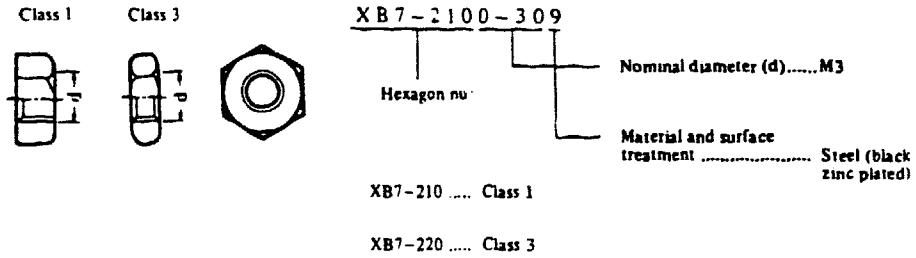 Class 1 Class 3 XB7-2100-309
Nominal diameter (d)......M3
d d
Hexagon nu
Material and surface
treatment ...................... Steel (black
zinc plated)
XB7-210 ..... Class 1
XB7-220 ..... Class 3